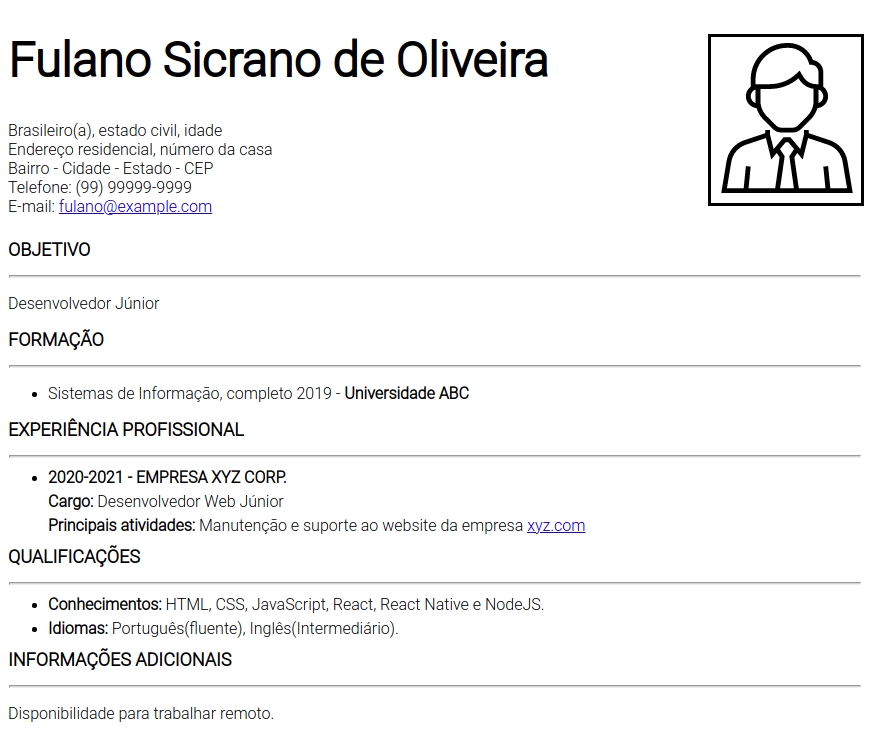 Fulano Sicrano de Oliveira
Brasileiro(a), estado civil, idade
Endereço residencial, número da casa
Bairro - Cidade - Estado - CEP
Telefone: (99) 99999-9999
E-mail: fulano@example.com
OBJETIVO
Desenvolvedor Júnior
FORMAÇÃO
• Sistemas de Informação, completo 2019 - Universidade ABC
EXPERIÊNCIA PROFISSIONAL
• 2020-2021 - EMPRESA XYZ CORP.
Cargo: Desenvolvedor Web Júnior
Principais atividades: Manutenção e suporte ao website da empresa xyz.com
QUALIFICAÇÕES
• Conhecimentos: HTML, CSS, JavaScript, React, React Native e NodeJS.
• Idiomas: Português(fluente), Inglês(Intermediário).
INFORMAÇÕES ADICIONAIS
Disponibilidade para trabalhar remoto.